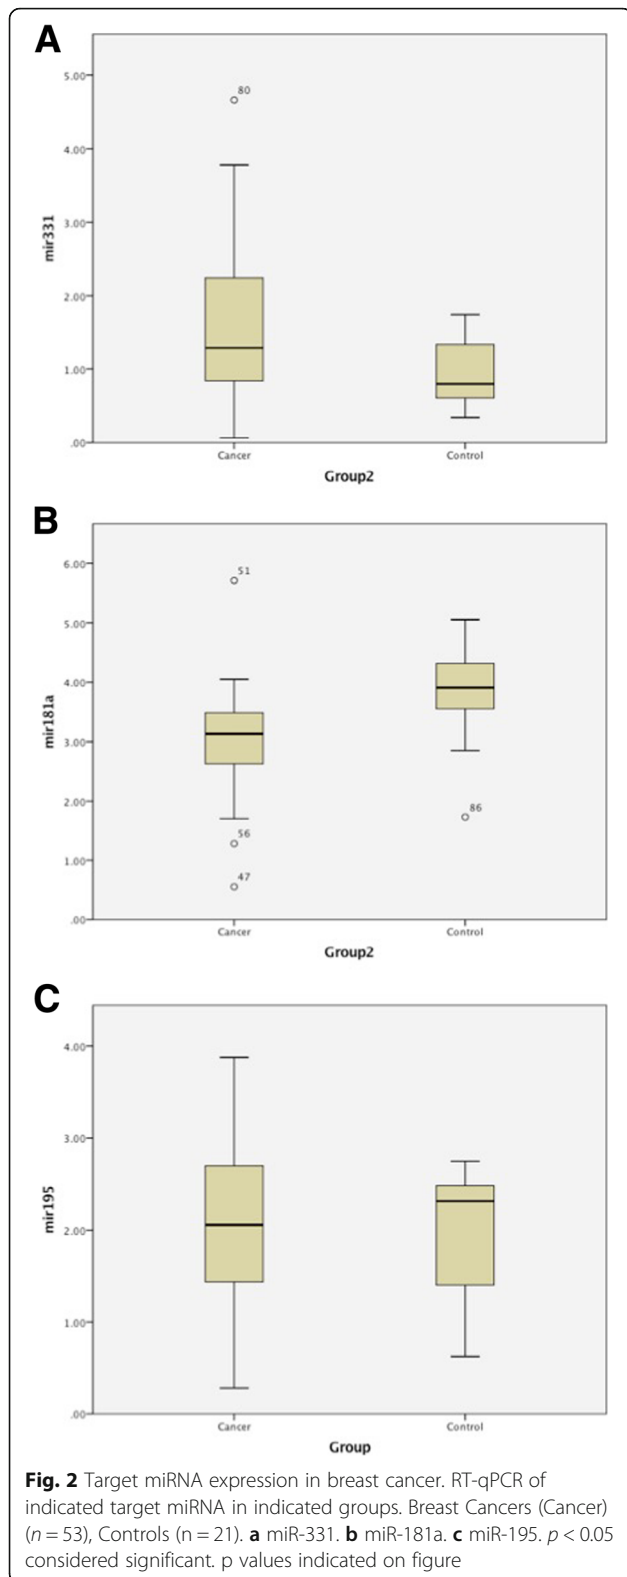 A
5.00
4.00
3.00
2.00
1.00
.00
mir331
80
Cancer
Control
Group2
B
6.00
5.00
4.00
3.00
2.00
1.00
.00
mir181a
51
56
47
86
Cancer
Control
Group2
C
4.00
3.00
2.00
1.00
.00
mir195
Cancer
Control
Group
Fig. 2 Target miRNA expression in breast cancer. RT-qPCR of
indicated target miRNA in indicated groups. Breast Cancers (Cancer)
(n = 53), Controls (n = 21). a miR-331. b miR-181a. c miR-195. p < 0.05
considered significant. p values indicated on figure